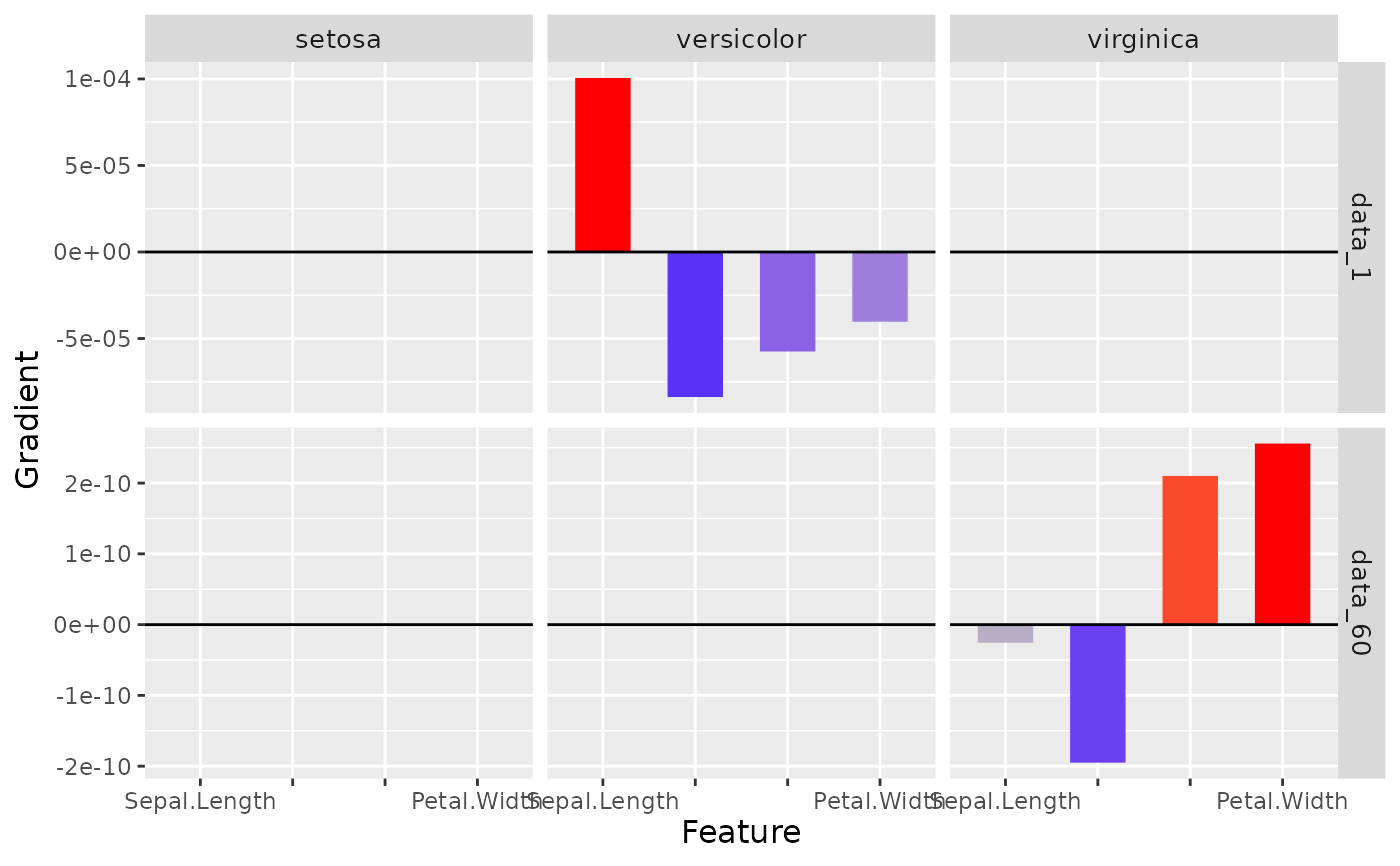 setosa
versicolor
virginica
1e-04
5e-05
0e+00
-5e-05
data_1
Gradient
2e-10
1e-10
0e+00
-1e-10
-2e-10
data_60
Sepal.Length
Petal.Width
Sepal.Length
Petal.Width
Sepal.Length
Petal.Width
Feature